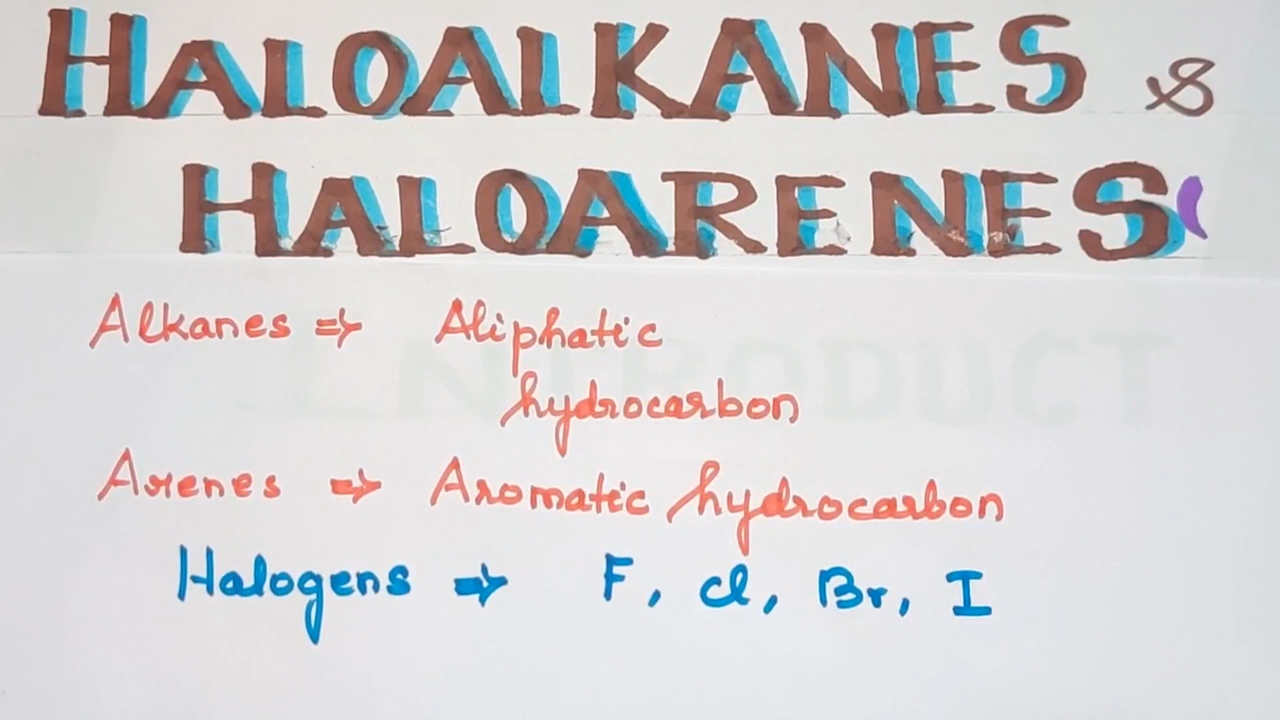 HALOALKANES &
HALOARENES
Alkanes ⇒ Aliphatic
hydrocarbon
Arenes ⇒ Aromatic hydrocarbon
Halogens ⇒ F, Cl, Br, I